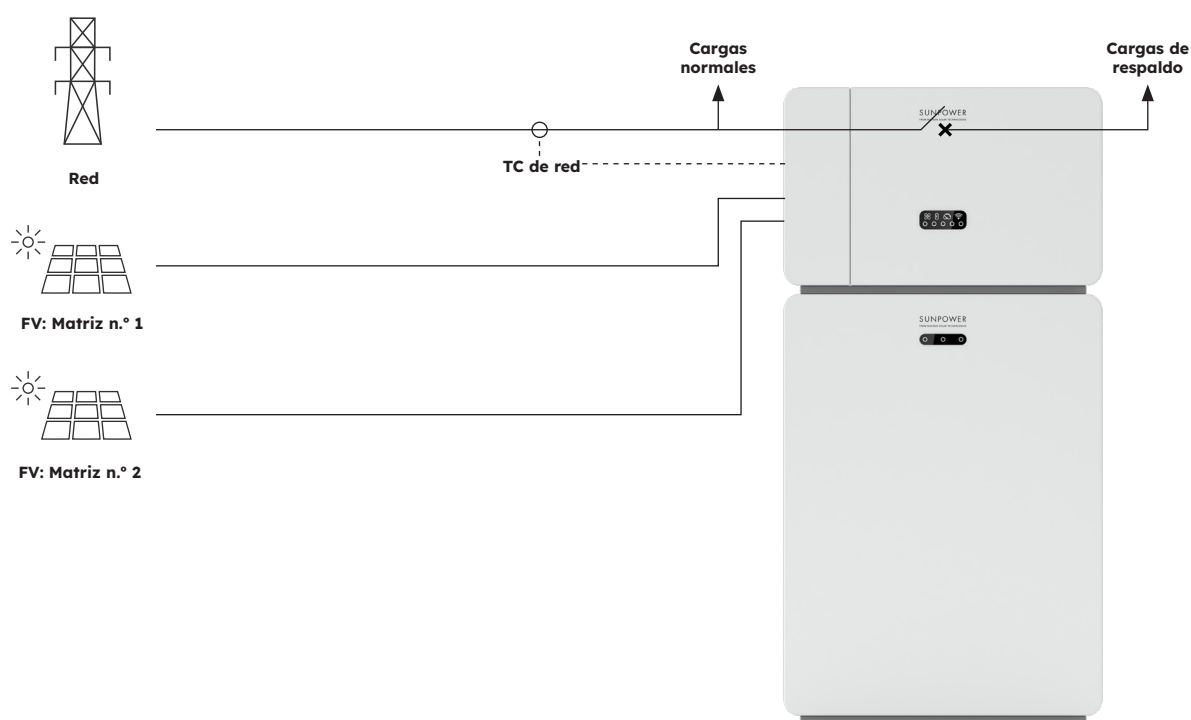 Cargas
normales
Cargas de
respaldo
SUNPOWER
TC de red
Red
FV: Matriz n.º 1
SUNPOWER
FV: Matriz n.º 2